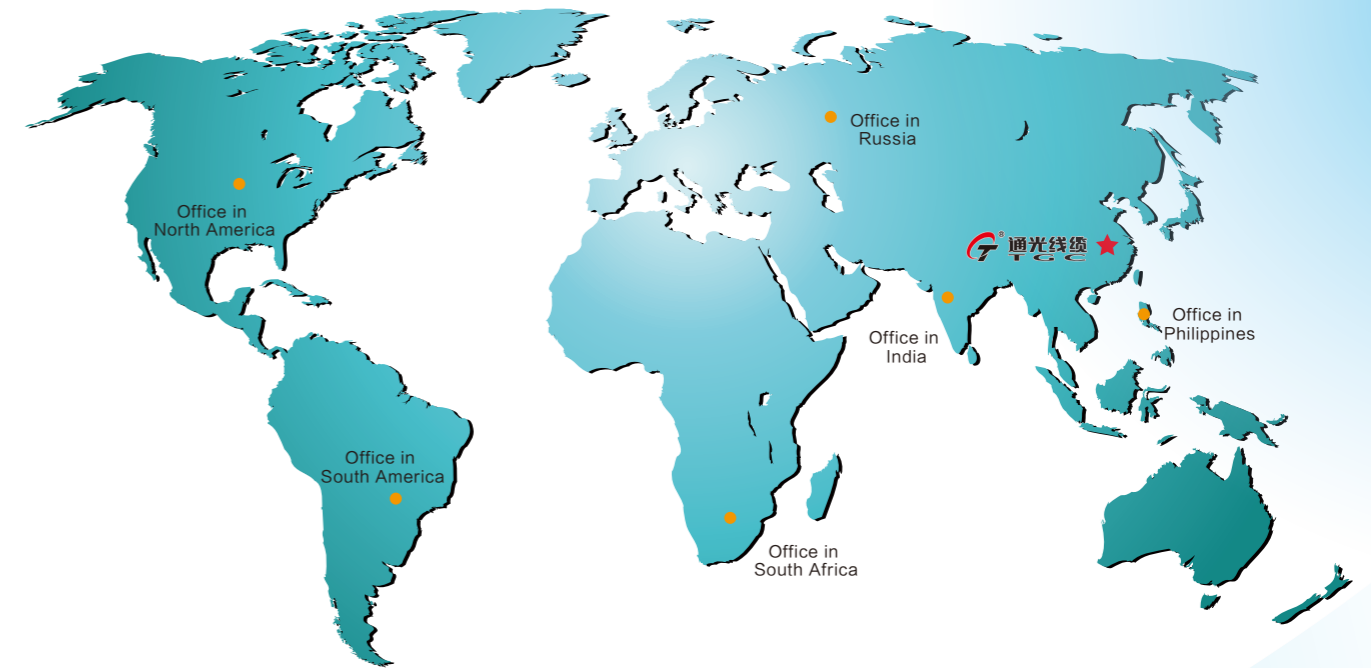 Office in
Russia
Office in
North America
®
通光线缆
TGC
Office in
Philippines
Office in
India
Office in
South America
Office in
South Africa